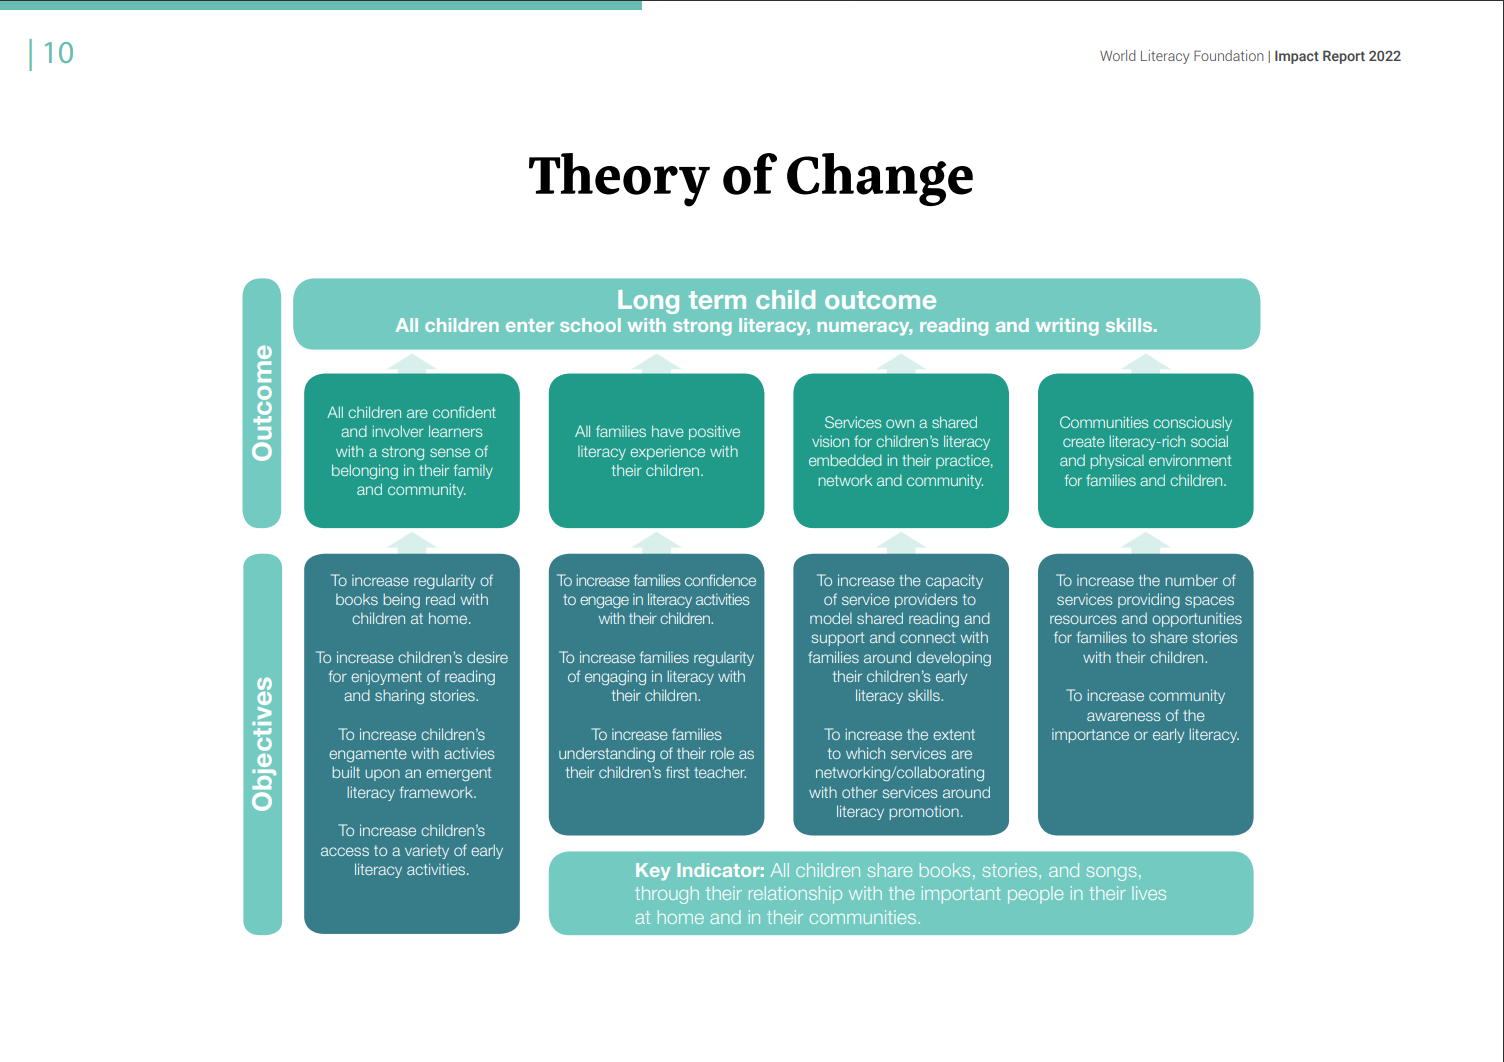 | 10
World Literacy Foundation | Impact Report 2022
Theory of Change
Outcome
Long term child outcome
All children enter school with strong literacy, numeracy, reading and writing skills.
All children are confident
and involver learners
with a strong sense of
belonging in their family
and community.
All families have positive
literacy experience with
their children.
Services own a shared
vision for children's literacy
embedded in their practice,
network and community.
Communities consciously
create literacy-rich social
and physical environment
for families and children.
Objectives
To increase regularity of
books being read with
children at home.
To increase children's desire
for enjoyment of reading
and sharing stories.
To increase children's
engamente with activies
built upon an emergent
literacy framework.
To increase children's
access to a variety of early
literacy activities.
To increase families confidence
to engage in literacy activities
with their children.
To increase families regularity
of engaging in literacy with
their children.
To increase families
understanding of their role as
their children's first teacher.
To increase the capacity
of service providers to
model shared reading and
support and connect with
families around developing
their children's early
literacy skills.
To increase the extent
to which services are
networking/collaborating
with other services around
literacy promotion.
To increase the number of
services providing spaces
resources and opportunities
for families to share stories
with their children.
To increase community
awareness of the
importance or early literacy.
Key Indicator: All children share books, stories, and songs,
through their relationship with the important people in their lives
at home and in their communities.